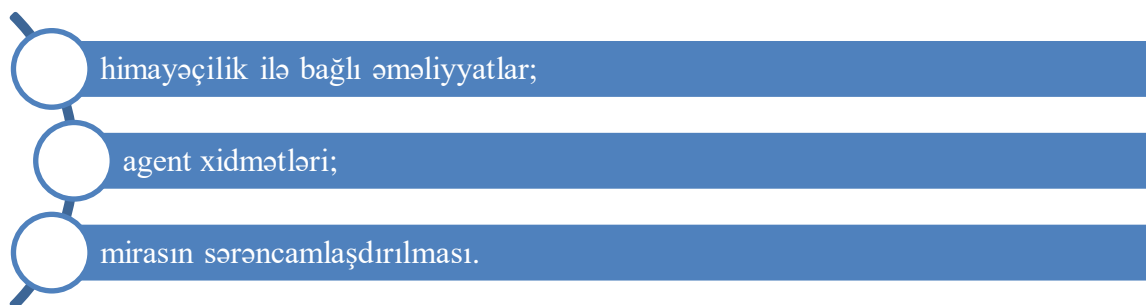 himayəçilik ilə bağlı əməliyyatlar;
agent xidmətləri;
mirasın sərəncamlaşdırılması.